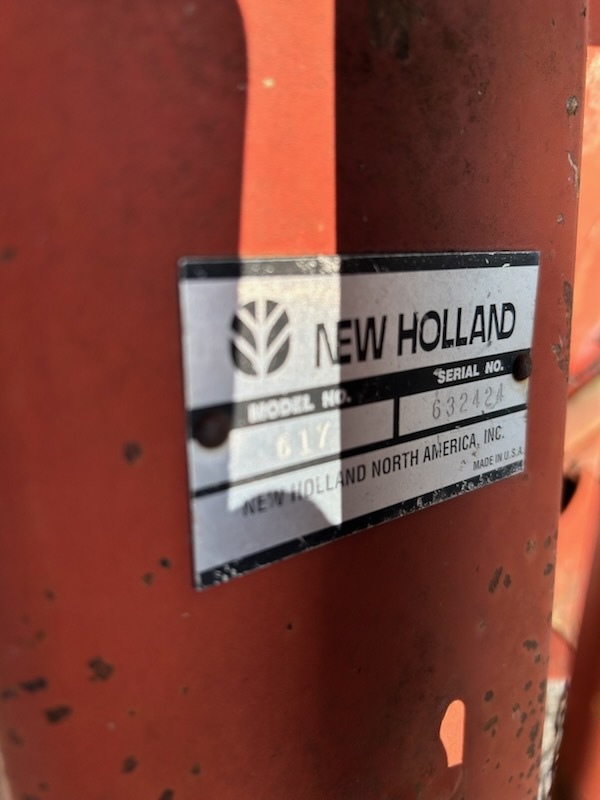 NEW HOLLAND
MODEL NO. SERIAL NO.
617 632424
NEW HOLLAND NORTH AMERICA, INC.
MADE IN U.S.A.